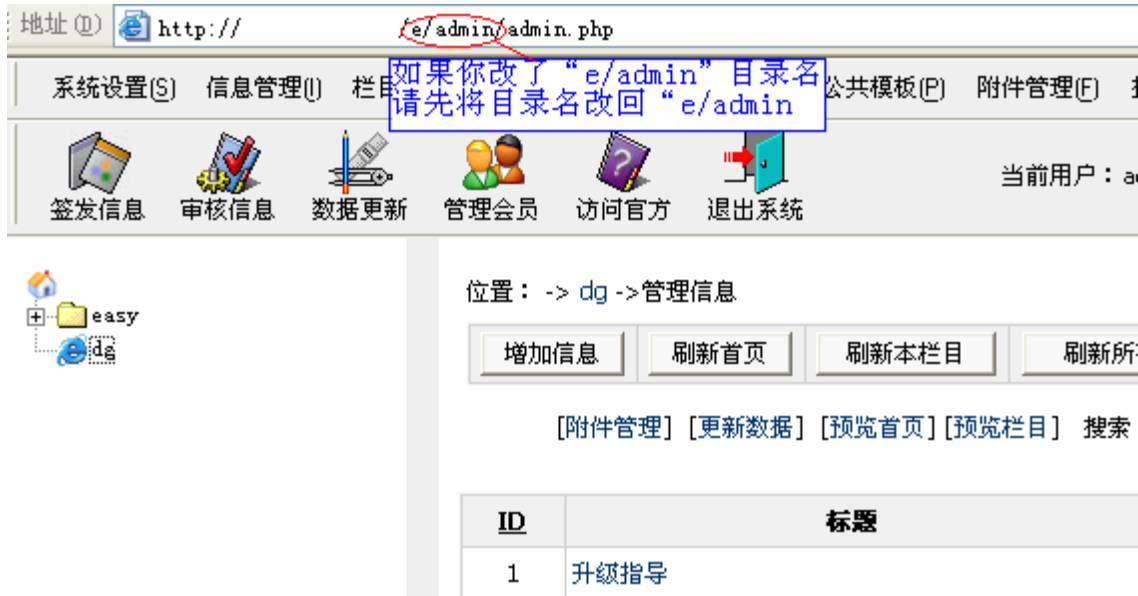 地址(D) http:// /e/admin/admin.php
如果你改了“e/admin”目录名
请先将目录名改回“e/admin
系统设置(S) 信息管理(I) 栏目 公共模板(P) 附件管理(F)
签发信息 审核信息 数据更新 管理会员 访问官方 退出系统 当前用户：
easy
dg
位置： -> dg ->管理信息
增加信息 刷新首页 刷新本栏目 刷新所
[附件管理] [更新数据] [预览首页] [预览栏目] 搜索
ID 标题
1 升级指导